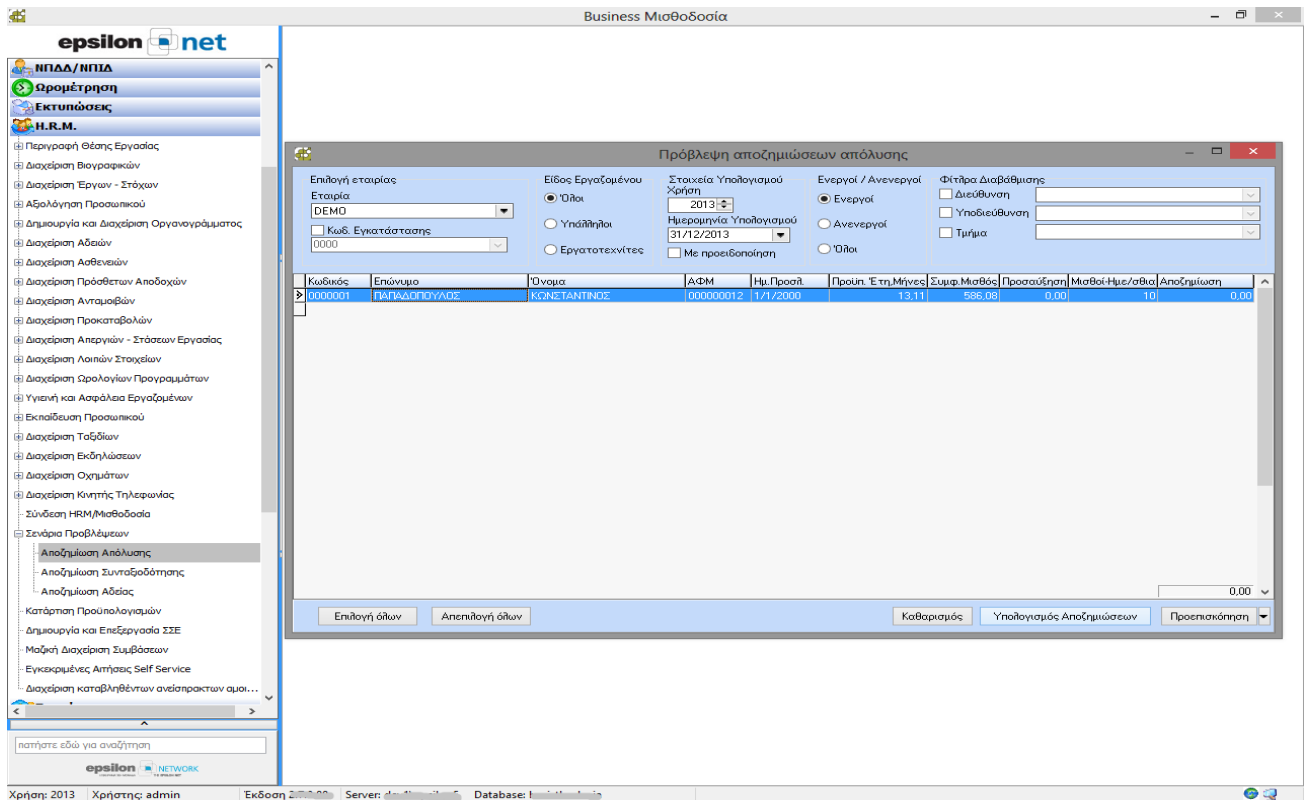 Business Μισθοδοσία
epsilon net
ΝΠΔΔ/ΝΠΙΔ
Ωρομέτρηση
Εκτυπώσεις
H.R.M.
Περιγραφή Θέσης Εργασίας
Διαχείριση Βιογραφικών
Διαχείριση Έργων - Στόχων
Αξιολόγηση Προσωπικού
Δημιουργία και Διαχείριση Οργανογράμματος
Διαχείριση Αδειών
Διαχείριση Ασθενειών
Διαχείριση Πρόσθετων Αποδοχών
Διαχείριση Ανταμοιβών
Διαχείριση Προκαταβολών
Διαχείριση Απεργιών - Στάσεων Εργασίας
Διαχείριση Λοιπών Στοιχείων
Διαχείριση Ωρολογίων Προγραμμάτων
Υγιεινή και Ασφάλεια Εργαζομένων
Εκπαίδευση Προσωπικού
Διαχείριση Ταξιδίων
Διαχείριση Εκδηλώσεων
Διαχείριση Οχημάτων
Διαχείριση Κινητής Τηλεφωνίας
Σύνδεση HRM/Μισθοδοσία
Σενάρια Προβλέψεων
Αποζημίωση Απόλυσης
Αποζημίωση Συνταξιοδότησης
Αποζημίωση Αδείας
Κατάρτιση Προϋπολογισμών
Δημιουργία και Επεξεργασία ΣΣΕ
Μαζική Διαχείριση Συμβάσεων
Εγκεκριμένες Αιτήσεις Self Service
Διαχείριση καταβληθέντων ανείσπρακτων αμοι...
πατήστε εδώ για αναζήτηση
epsilon NETWORK
Πρόβλεψη αποζημιώσεων απόλυσης
Επιλογή εταιρίας
Εταιρία
DEMO
Κωδ. Εγκατάστασης
0000
Είδος Εργαζομένου
Όλοι
Υπάλληλοι
Εργατοτεχνίτες
Στοιχεία Υπολογισμού
Χρήση
2013
Ημερομηνία Υπολογισμού
31/12/2013
Με προειδοποίηση
Ενεργοί / Ανενεργοί
Ενεργοί
Ανενεργοί
Όλοι
Φίλτρα Διαβάθμισης
Διεύθυνση
Υποδιεύθυνση
Τμήμα
Κωδικός Επώνυμο Όνομα ΑΦΜ Ημ.Προσλ. Προϋπ. Έτη,Μήνες Συμφ.Μισθός Προσαύξηση Μισθοί-Ημε/σθια Αποζημίωση
0000001 ΠΑΠΑΔΟΠΟΥΛΟΣ ΚΩΝΣΤΑΝΤΙΝΟΣ 000000012 1/1/2000 13,11 586,08 0,00 10 0,00
0,00
Επιλογή όλων Απεπιλογή όλων Καθαρισμός Υπολογισμός Αποζημιώσεων Προεπισκόπηση
Χρήση: 2013 Χρήστης: admin Έκδοση Server: Database: